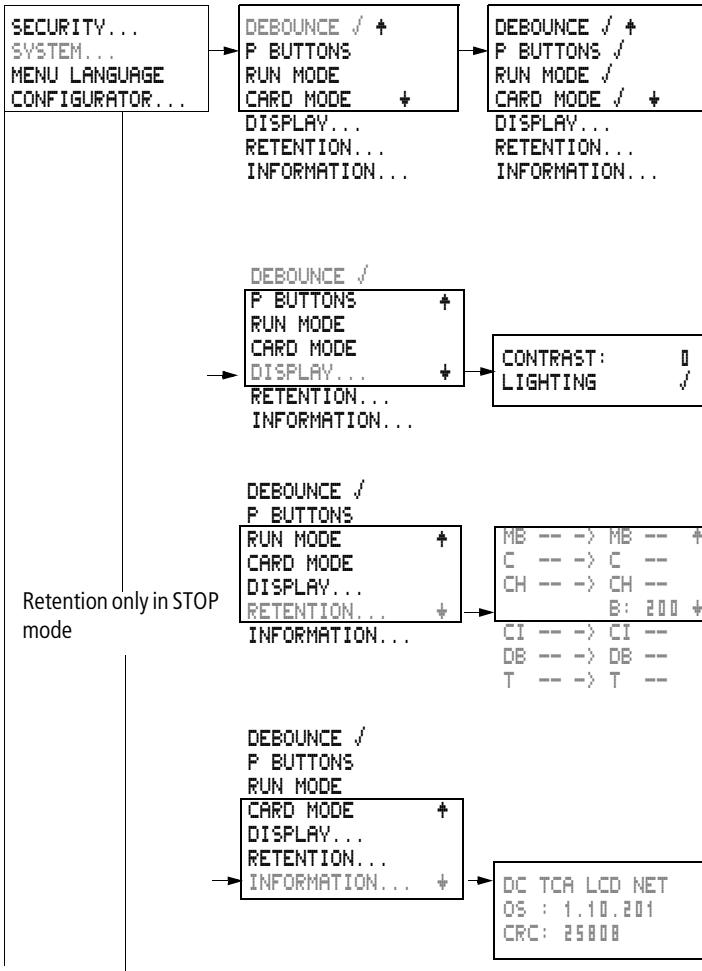 SECURITY...
SYSTEM...
MENU LANGUAGE
CONFIGURATOR...
DEBOUNCE √ ↑
P BUTTONS
RUN MODE
CARD MODE ↓
DISPLAY...
RETENTION...
INFORMATION...
DEBOUNCE √ ↑
P BUTTONS √
RUN MODE √
CARD MODE √ ↓
DISPLAY...
RETENTION...
INFORMATION...
DEBOUNCE √
P BUTTONS ↑
RUN MODE
CARD MODE
DISPLAY... ↓
RETENTION...
INFORMATION...
CONTRAST: 0
LIGHTING √
DEBOUNCE √
P BUTTONS
RUN MODE ↑
CARD MODE
DISPLAY...
RETENTION... ↓
INFORMATION...
MB -- -> MB -- ↑
C -- -> C --
CH -- -> CH --
B: 200 ↓
CI -- -> CI --
DB -- -> DB --
T -- -> T --
Retention only in STOP
mode
DEBOUNCE √
P BUTTONS
RUN MODE
CARD MODE ↑
DISPLAY...
RETENTION...
INFORMATION... ↓
DC TCA LCD NET
OS : 1.10.201
CRC: 25808